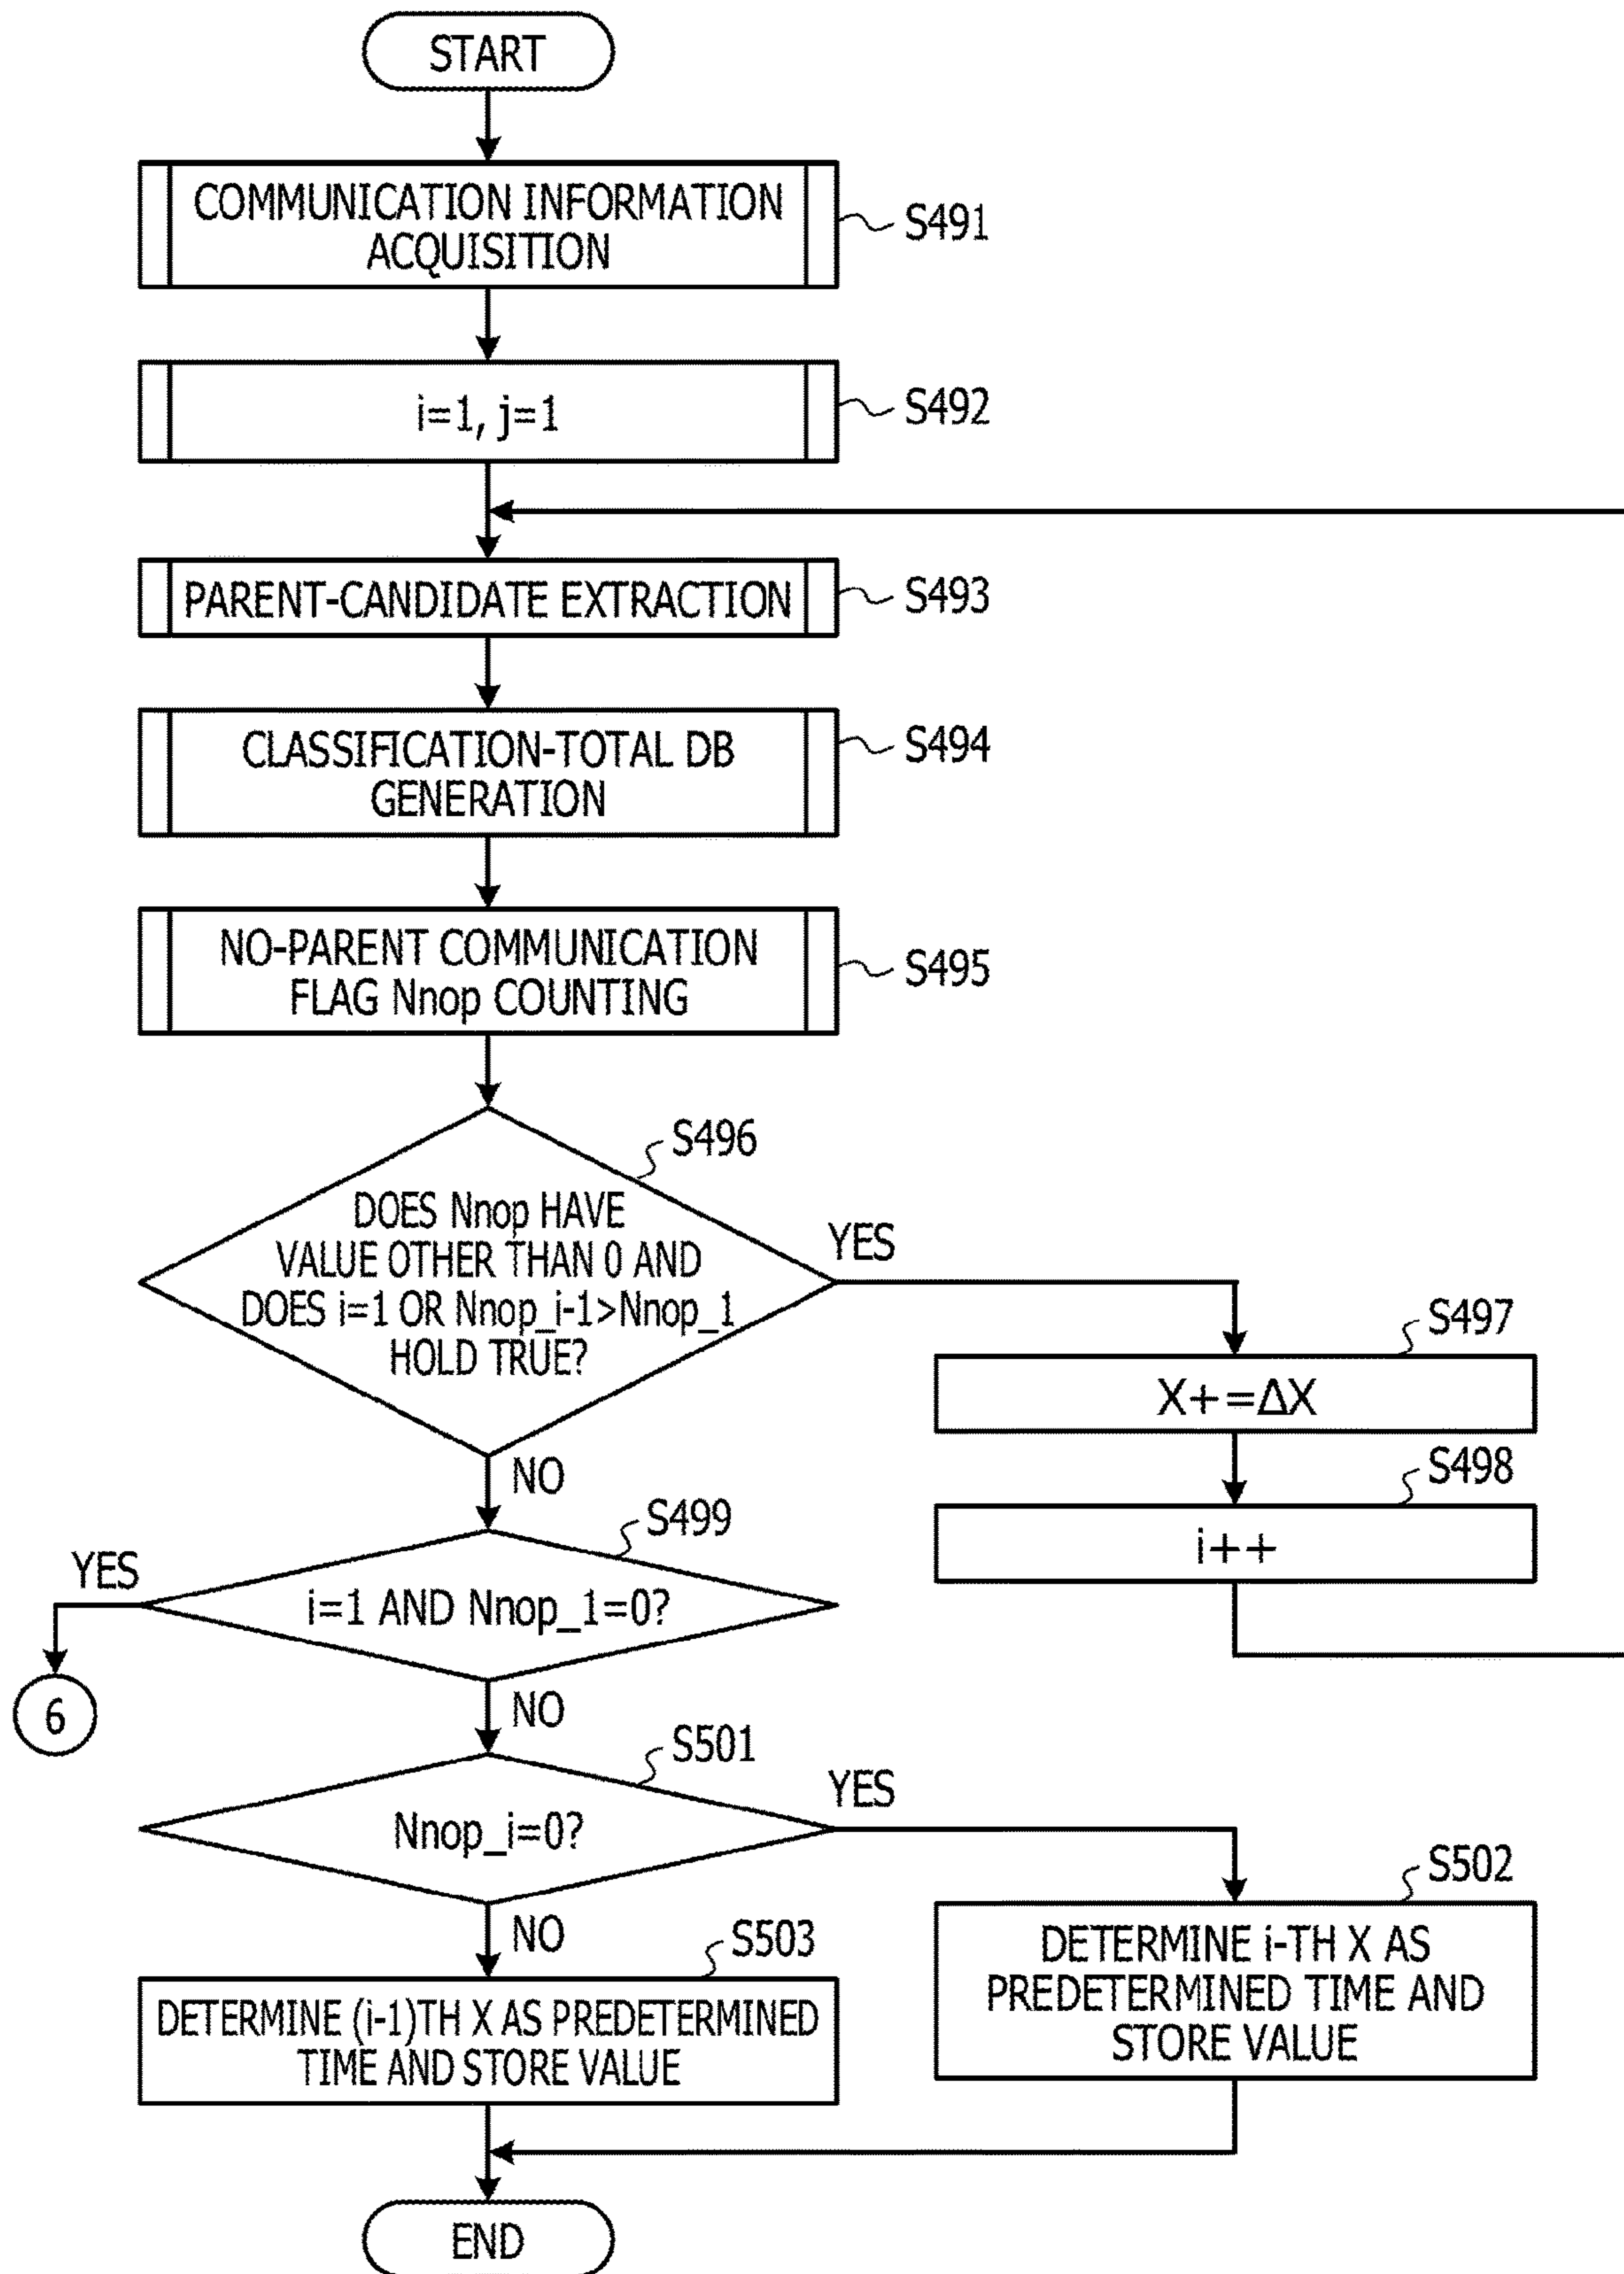 START
COMMUNICATION INFORMATION
ACQUISITION
S491
i=1, j=1
S492
PARENT-CANDIDATE EXTRACTION
S493
CLASSIFICATION-TOTAL DB
GENERATION
S494
NO-PARENT COMMUNICATION
FLAG Nnop COUNTING
S495
S496
DOES Nnop HAVE
VALUE OTHER THAN 0 AND
DOES i=1 OR Nnop_i-1>Nnop_1
HOLD TRUE?
YES
S497
X+=ΔX
S498
i++
NO
S499
YES
i=1 AND Nnop_1=0?
6
NO
S501
YES
Nnop_i=0?
S502
DETERMINE i-TH X AS
PREDETERMINED TIME AND
STORE VALUE
NO
S503
DETERMINE (i-1)TH X AS PREDETERMINED
TIME AND STORE VALUE
END